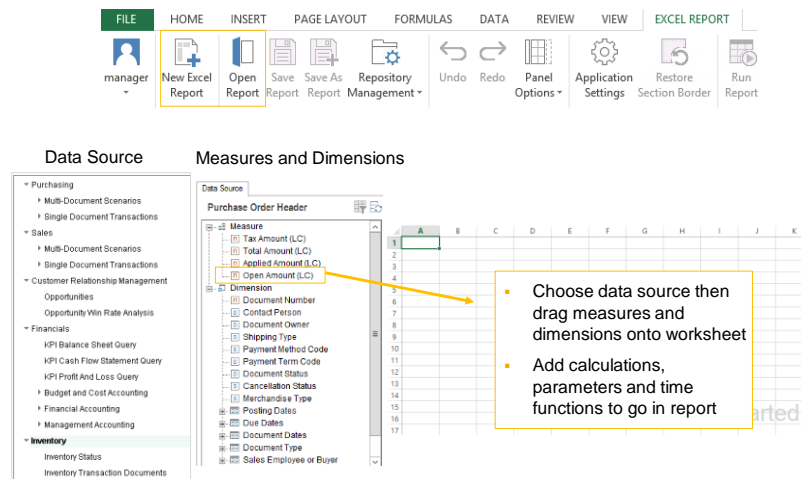 FILE HOME INSERT PAGE LAYOUT FORMULAS DATA REVIEW VIEW EXCEL REPORT
manager New Excel Report Open Report Save Report Save As Report Repository Management Undo Redo Panel Options Application Settings Restore Section Border Run Report
Data Source Measures and Dimensions
Purchasing
Multi-Document Scenarios
Single Document Transactions
Sales
Multi-Document Scenarios
Single Document Transactions
Customer Relationship Management
Opportunities
Opportunity Win Rate Analysis
Financials
KPI Balance Sheet Query
KPI Cash Flow Statement Query
KPI Profit And Loss Query
Budget and Cost Accounting
Financial Accounting
Management Accounting
Inventory
Inventory Status
Inventory Transaction Documents
Data Source
Purchase Order Header
Measure
Tax Amount (LC)
Total Amount (LC)
Applied Amount (LC)
Open Amount (LC)
Dimension
Document Number
Contact Person
Document Owner
Shipping Type
Payment Method Code
Payment Term Code
Document Status
Cancellation Status
Merchandise Type
Posting Dates
Due Dates
Document Dates
Document Type
Sales Employee or Buyer
A B C D E F G H I J K
1
2
3
4
5
6
7
8
9
10
11
12
13
14
15
16
17
Choose data source then
drag measures and
dimensions onto worksheet
Add calculations,
parameters and time
functions to go in report
arted